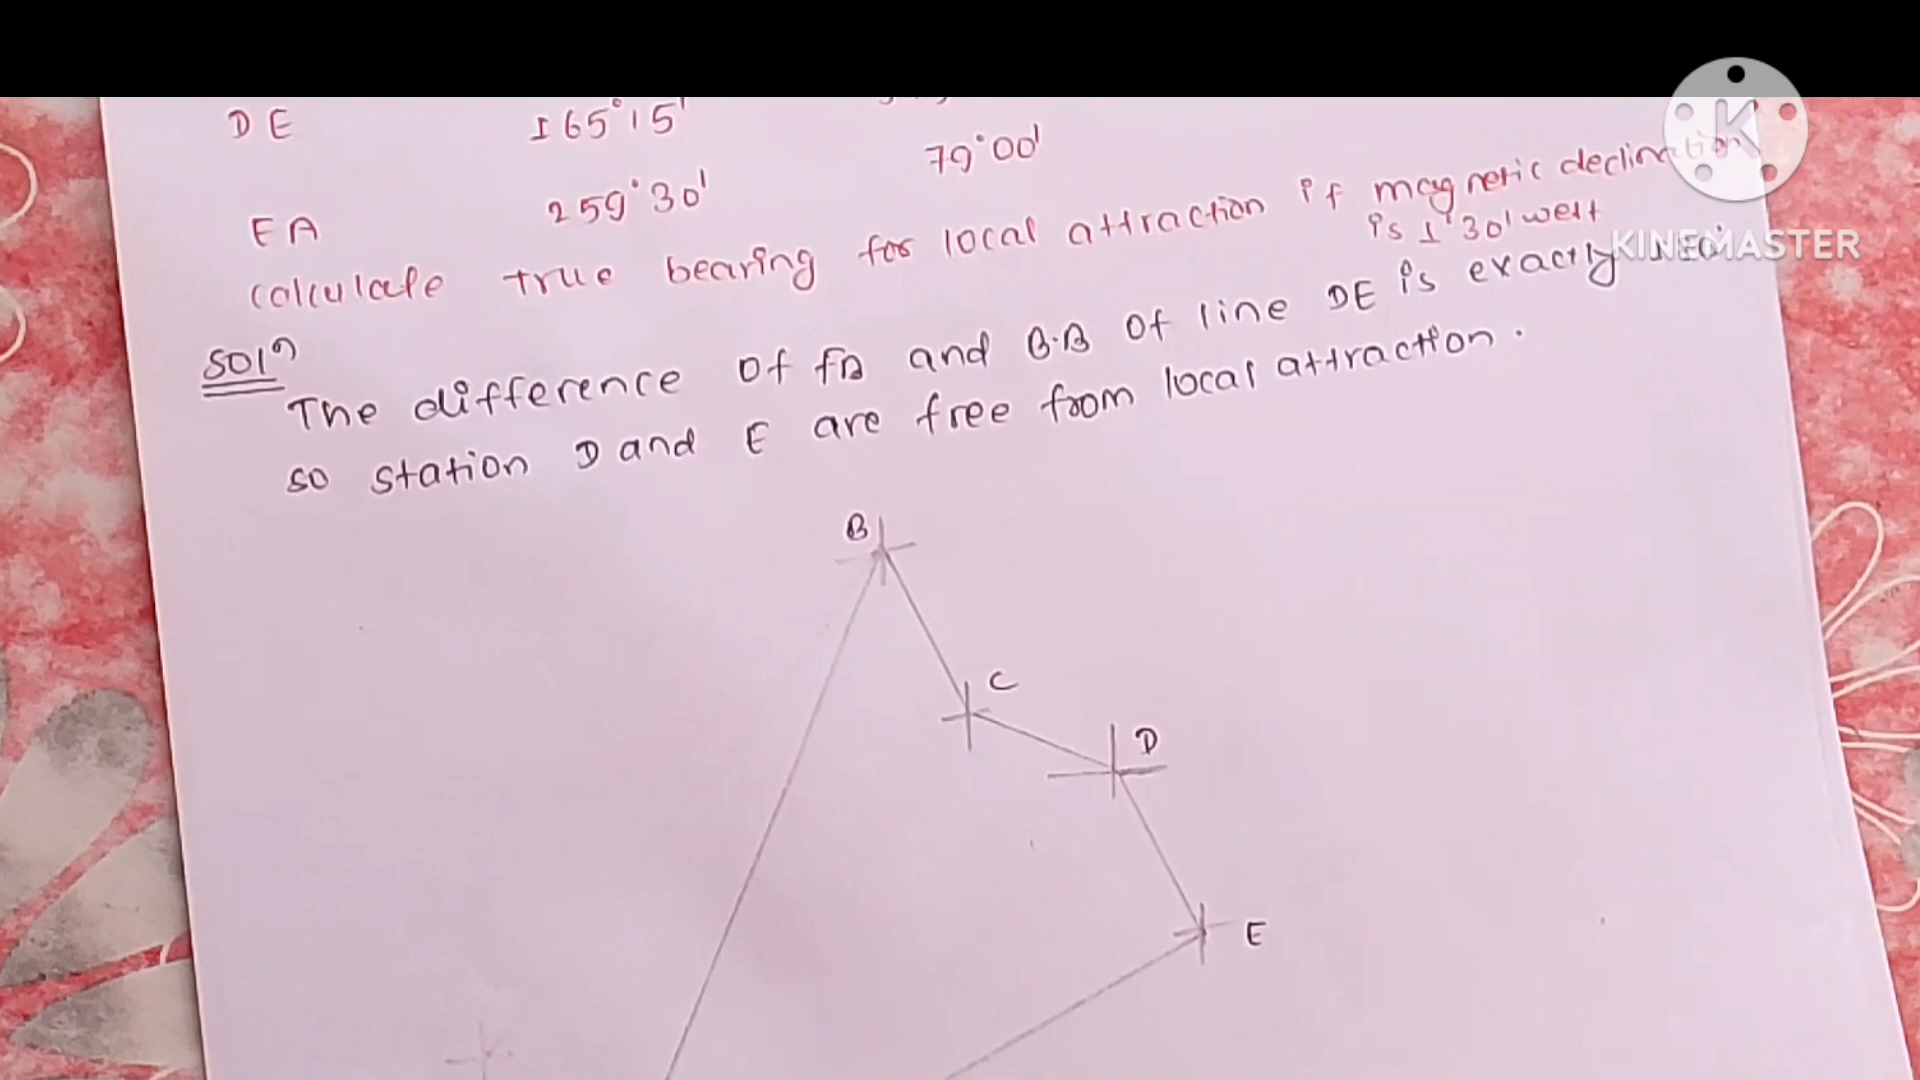 DE 165°15'
EA 259°30' 79°00'
calculate true bearing for local attraction if magnetic declination
is 1°30' west
Solⁿ
The difference of FB and B.B of line DE is exactly
so station D and E are free from local attraction.
B
C
D
E
K
KINEMASTER